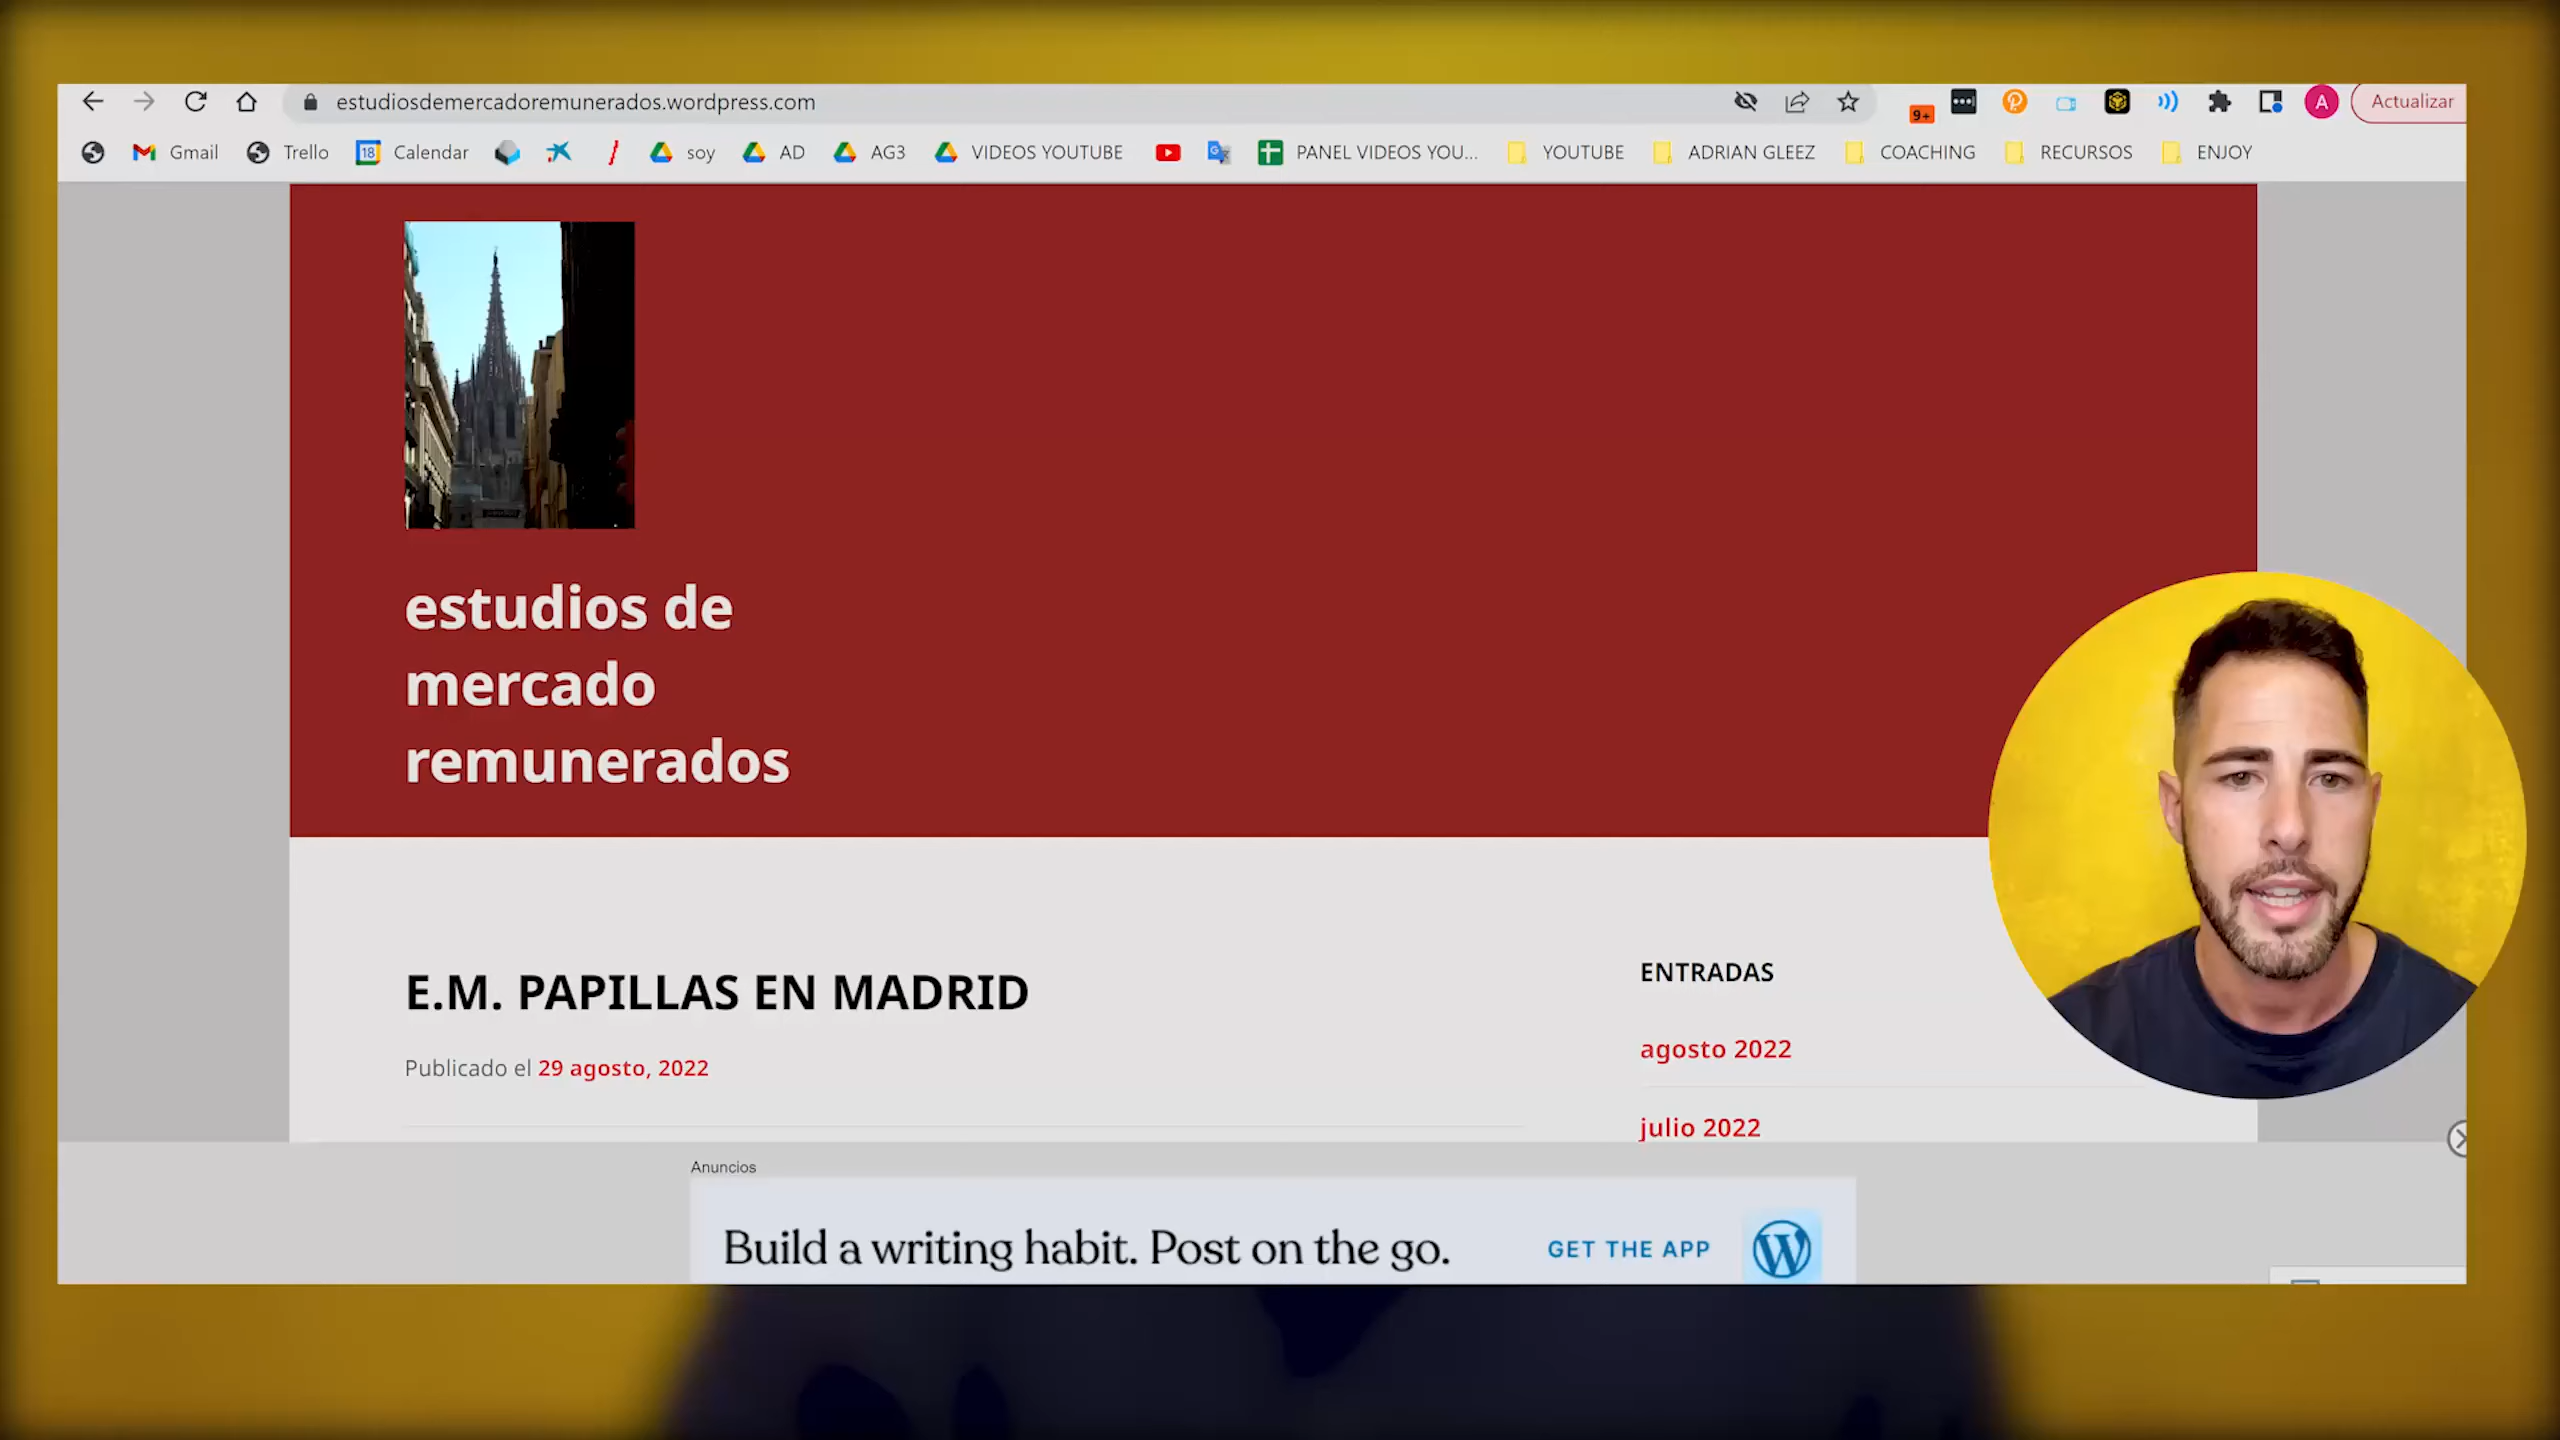 estudiosdemercadoremunerados.wordpress.com
9+
A
Actualizar
Gmail
Trello
18
Calendar
soy
AD
AG3
VIDEOS YOUTUBE
PANEL VIDEOS YOU...
YOUTUBE
ADRIAN GLEEZ
COACHING
RECURSOS
ENJOY
estudios de
mercado
remunerados
E.M. PAPILLAS EN MADRID
Publicado el 29 agosto, 2022
ENTRADAS
agosto 2022
julio 2022
Anuncios
Build a writing habit. Post on the go.
GET THE APP